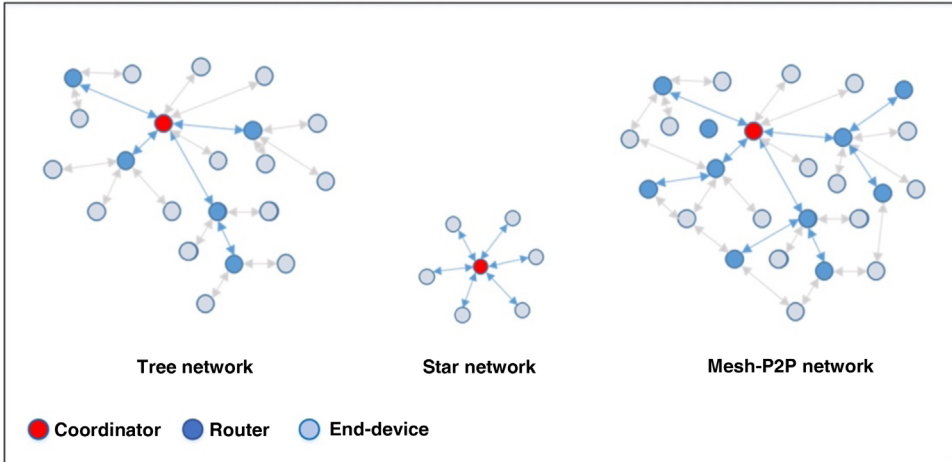 Tree network
Star network
Mesh-P2P network
Coordinator
Router
End-device